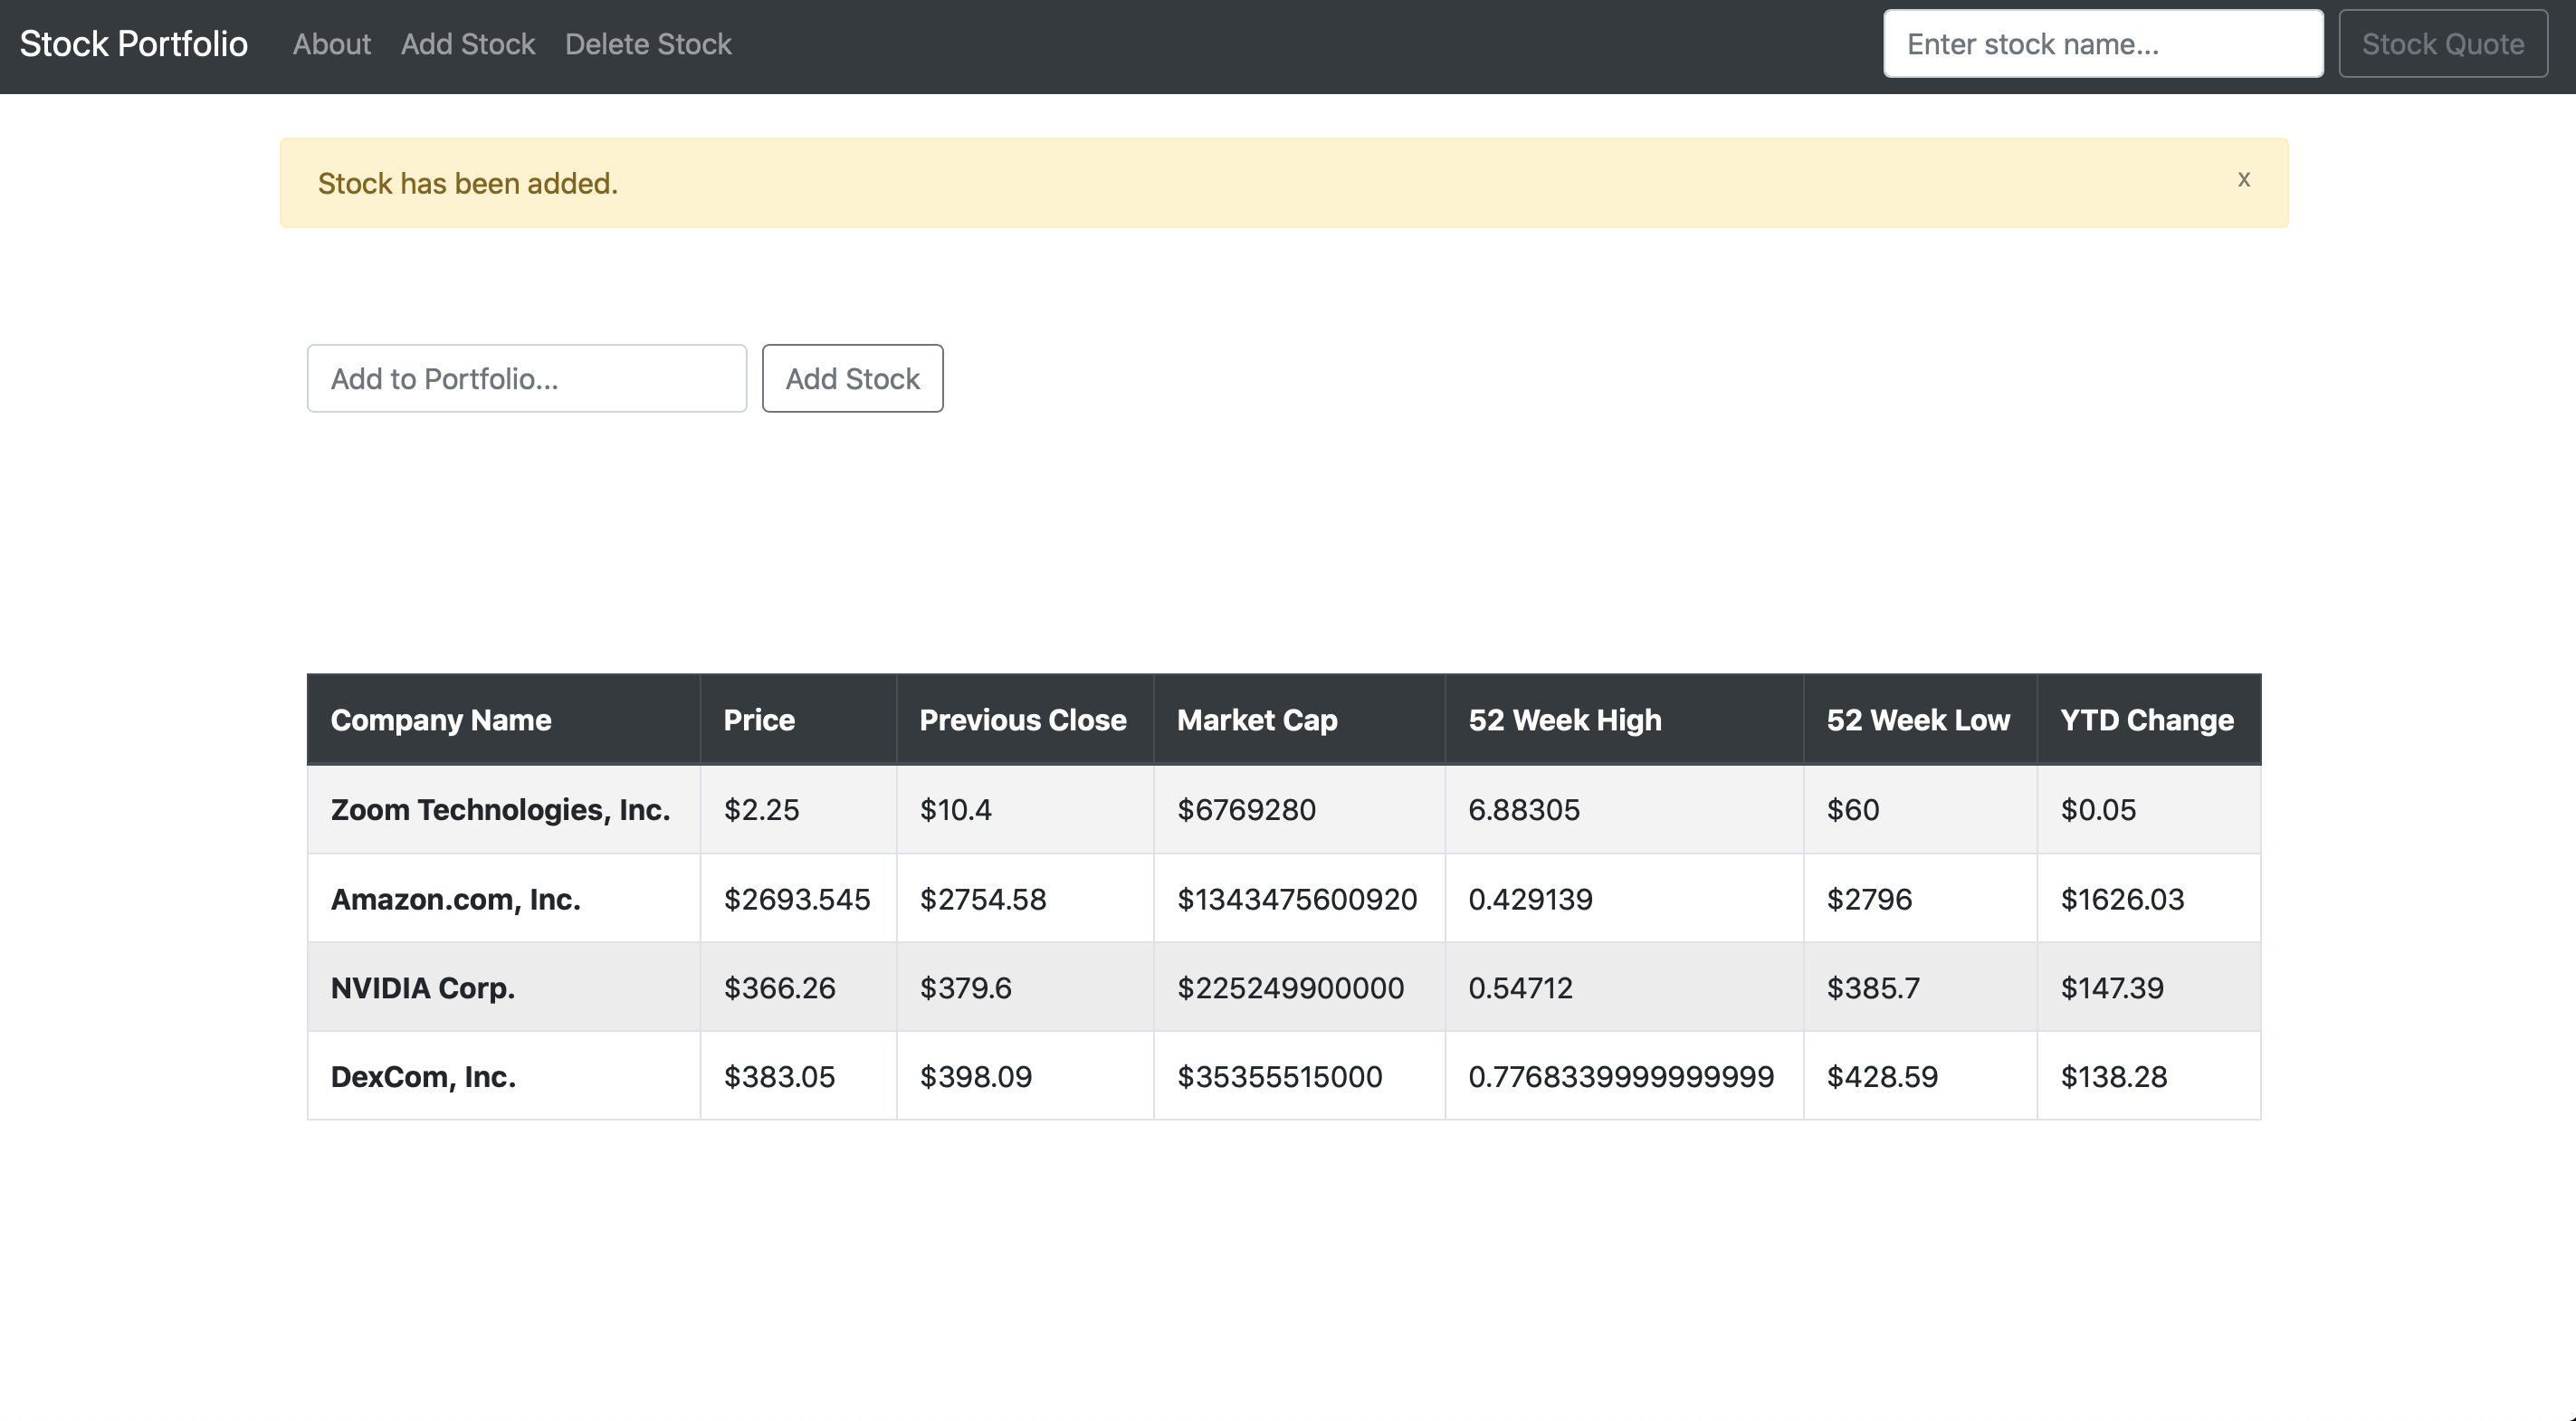 Stock Portfolio About Add Stock Delete Stock Enter stock name... Stock Quote
Stock has been added. x
Add to Portfolio... Add Stock
Company Name Price Previous Close Market Cap 52 Week High 52 Week Low YTD Change
Zoom Technologies, Inc. $2.25 $10.4 $6769280 6.88305 $60 $0.05
Amazon.com, Inc. $2693.545 $2754.58 $1343475600920 0.429139 $2796 $1626.03
NVIDIA Corp. $366.26 $379.6 $225249900000 0.54712 $385.7 $147.39
DexCom, Inc. $383.05 $398.09 $35355515000 0.7768339999999999 $428.59 $138.28